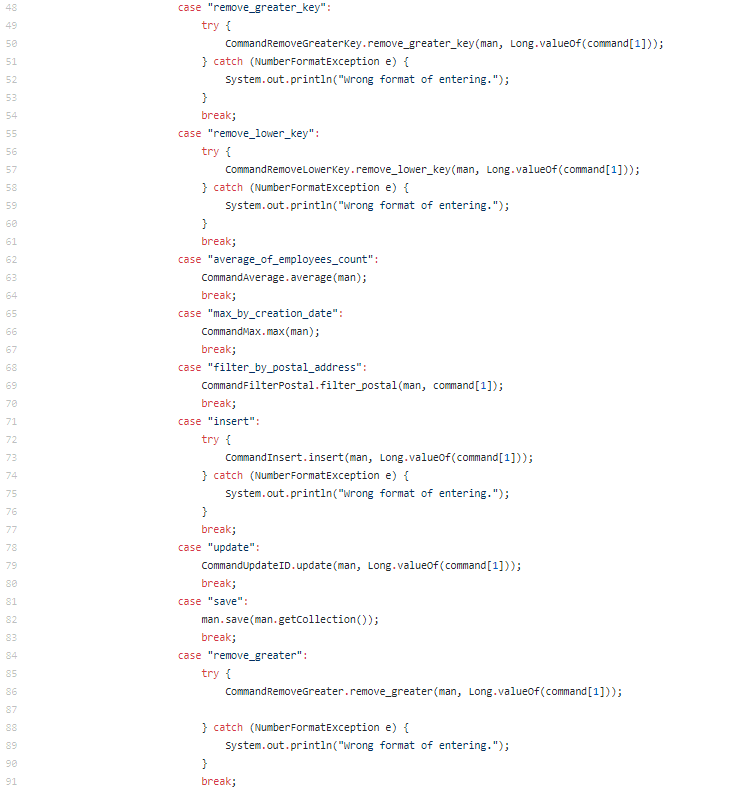 48 case "remove_greater_key":
49 try {
50 CommandRemoveGreaterKey.remove_greater_key(man, Long.valueOf(command[1]));
51 } catch (NumberFormatException e) {
52 System.out.println("Wrong format of entering.");
53 }
54 break;
55 case "remove_lower_key":
56 try {
57 CommandRemoveLowerKey.remove_lower_key(man, Long.valueOf(command[1]));
58 } catch (NumberFormatException e) {
59 System.out.println("Wrong format of entering.");
60 }
61 break;
62 case "average_of_employees_count":
63 CommandAverage.average(man);
64 break;
65 case "max_by_creation_date":
66 CommandMax.max(man);
67 break;
68 case "filter_by_postal_address":
69 CommandFilterPostal.filter_postal(man, command[1]);
70 break;
71 case "insert":
72 try {
73 CommandInsert.insert(man, Long.valueOf(command[1]));
74 } catch (NumberFormatException e) {
75 System.out.println("Wrong format of entering.");
76 }
77 break;
78 case "update":
79 CommandUpdateID.update(man, Long.valueOf(command[1]));
80 break;
81 case "save":
82 man.save(man.getCollection());
83 break;
84 case "remove_greater":
85 try {
86 CommandRemoveGreater.remove_greater(man, Long.valueOf(command[1]));
87
88 } catch (NumberFormatException e) {
89 System.out.println("Wrong format of entering.");
90 }
91 break;